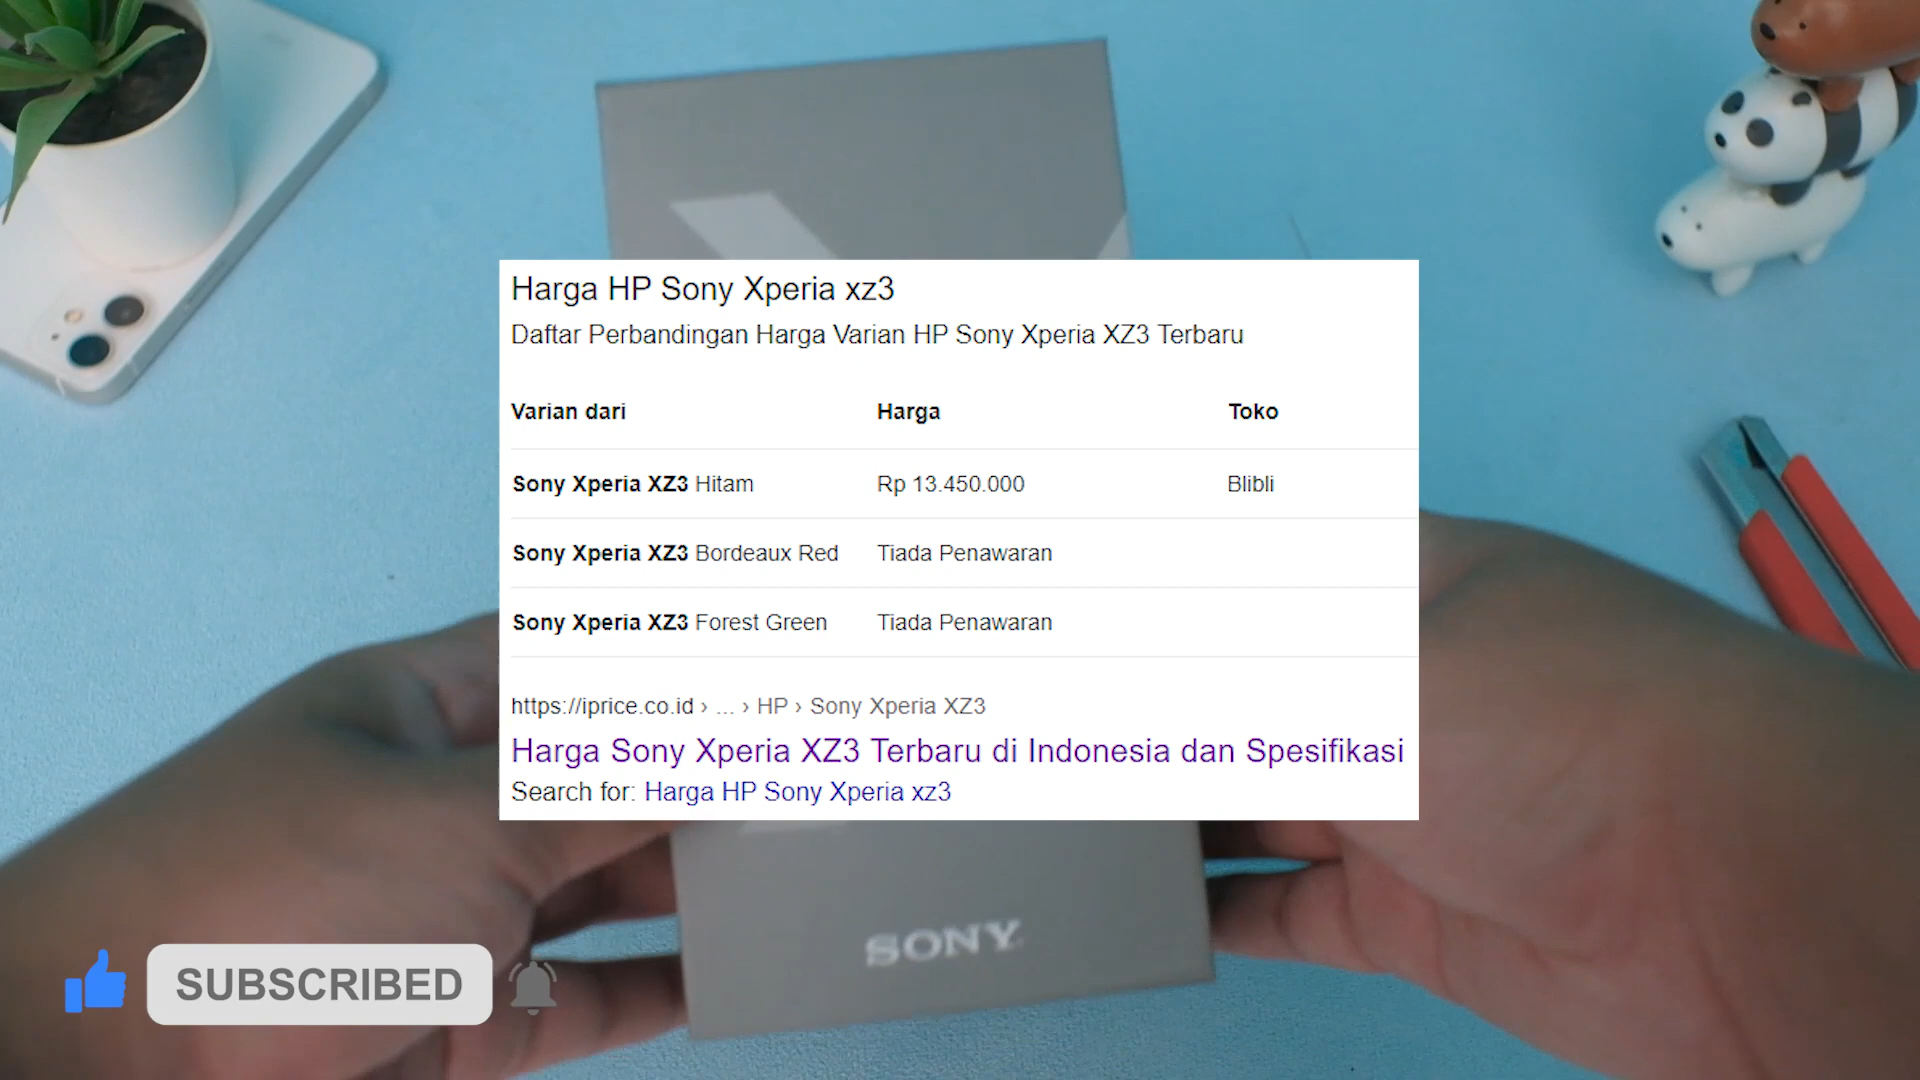 Harga HP Sony Xperia xz3
Daftar Perbandingan Harga Varian HP Sony Xperia XZ3 Terbaru
Varian dari Harga Toko
Sony Xperia XZ3 Hitam Rp 13.450.000 Blibli
Sony Xperia XZ3 Bordeaux Red Tiada Penawaran
Sony Xperia XZ3 Forest Green Tiada Penawaran
https://iprice.co.id › ... › HP › Sony Xperia XZ3
Harga Sony Xperia XZ3 Terbaru di Indonesia dan Spesifikasi
Search for: Harga HP Sony Xperia xz3
SONY
SUBSCRIBED